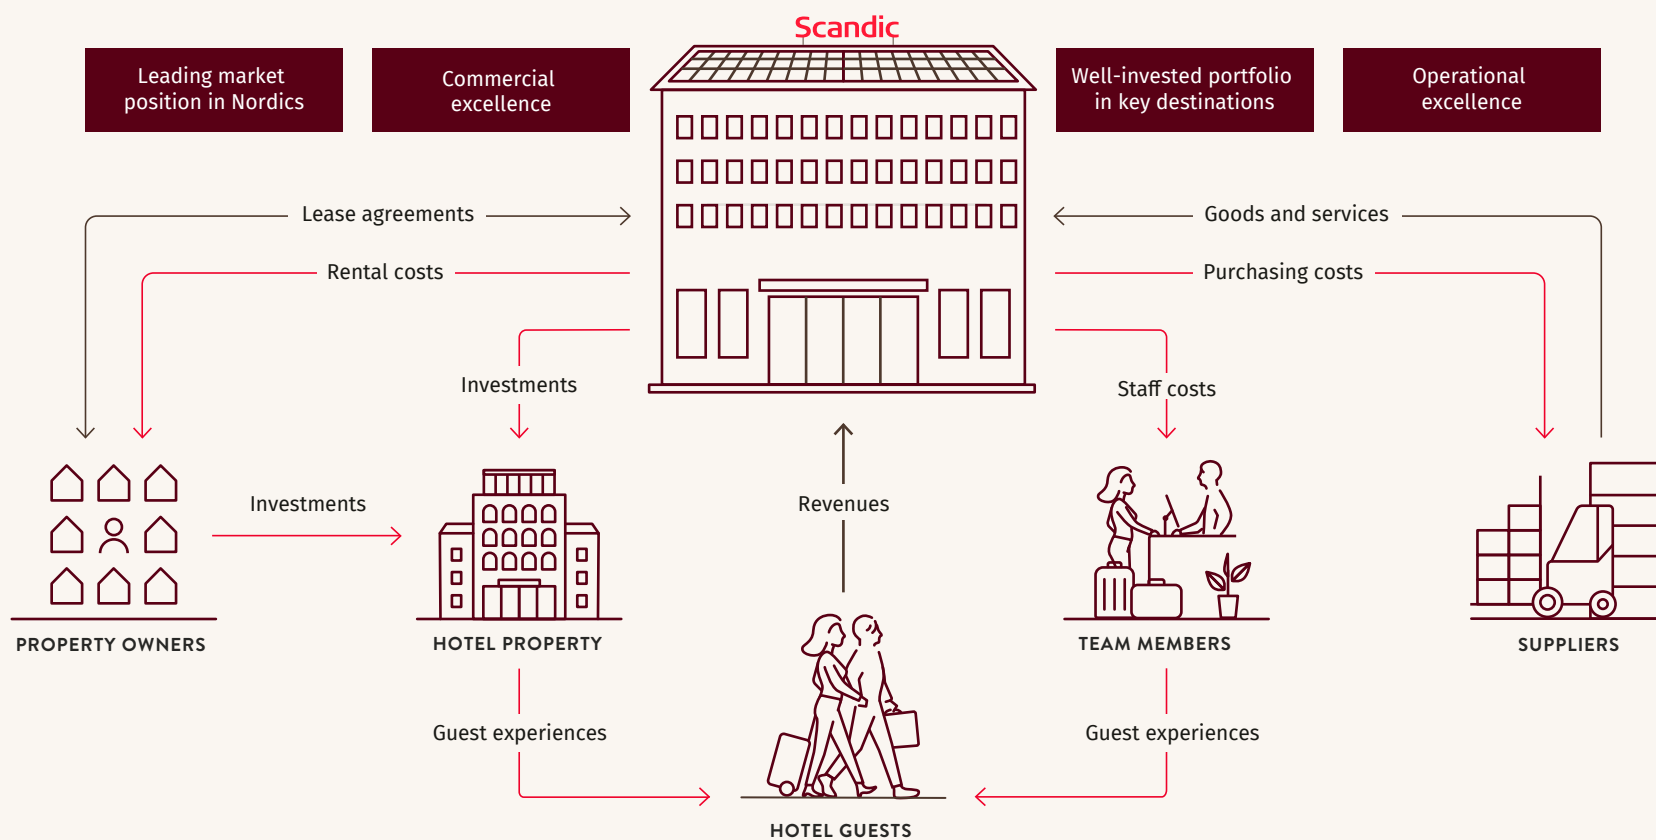 Scandic
Leading market
position in Nordics
Commercial
excellence
Well-invested portfolio
in key destinations
Operational
excellence
Lease agreements
Goods and services
Rental costs
Purchasing costs
Investments
Staff costs
Investments
Revenues
PROPERTY OWNERS
HOTEL PROPERTY
TEAM MEMBERS
SUPPLIERS
Guest experiences
Guest experiences
HOTEL GUESTS